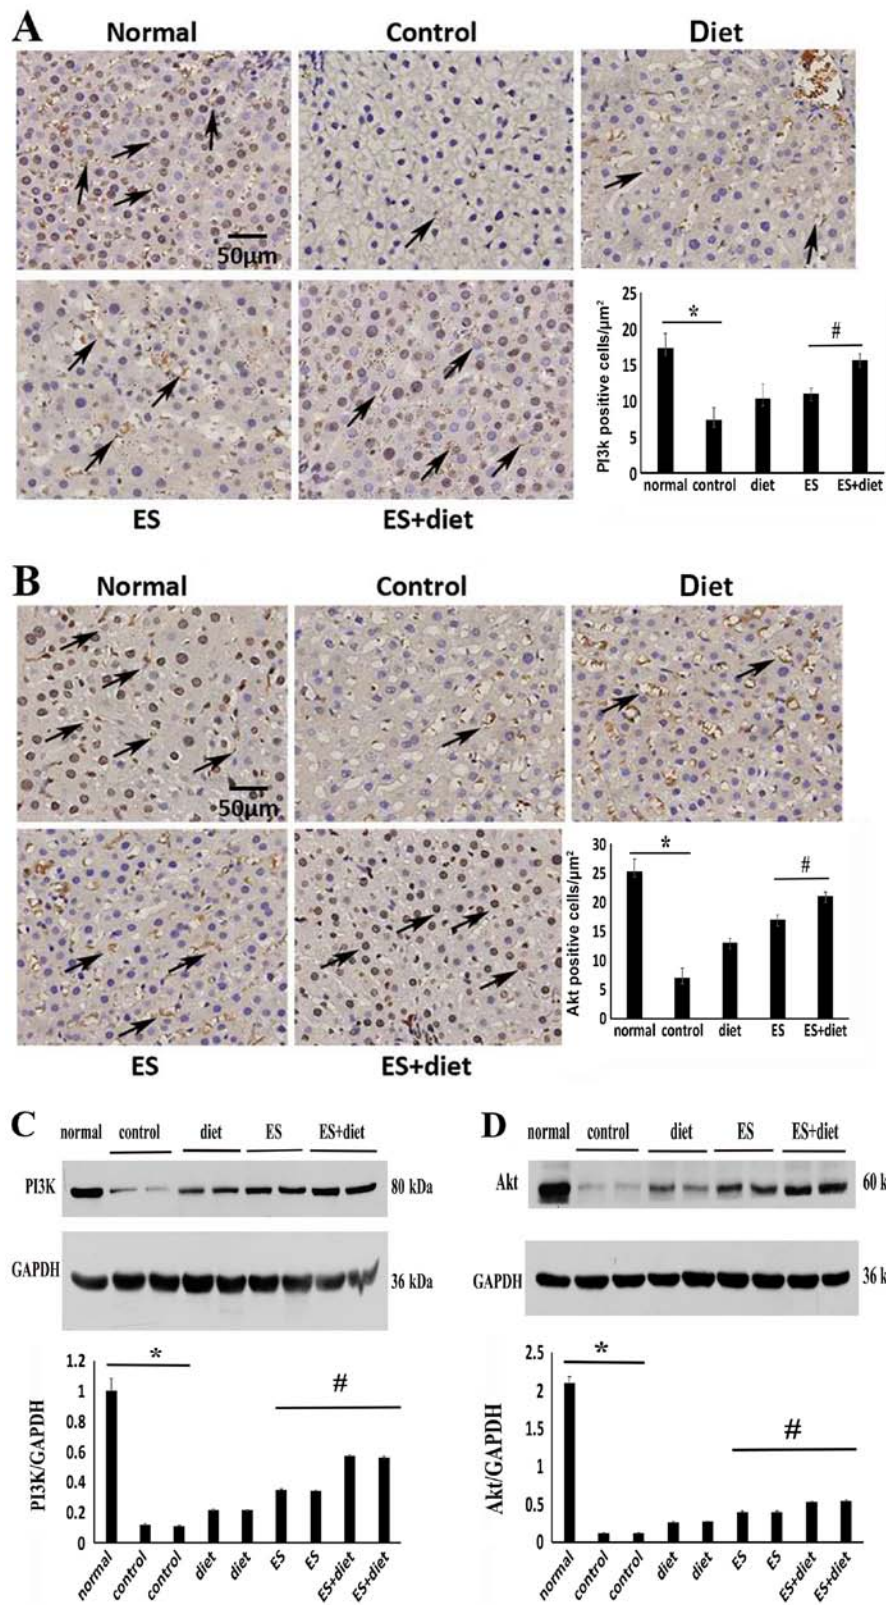 A
Normal
Control
Diet
50µm
ES
ES+diet
PI3k positive cells/µm²
25
20
15
10
5
0
*
#
normal
control
diet
ES
ES+diet
B
Normal
Control
Diet
50µm
ES
ES+diet
Akt positive cells/µm²
30
25
20
15
10
5
0
*
#
normal
control
diet
ES
ES+diet
C
normal
control
diet
ES
ES+diet
PI3K
80 kDa
GAPDH
36 kDa
PI3K/GAPDH
1.2
1
0.8
0.6
0.4
0.2
0
*
#
normal
control
control
diet
diet
ES
ES
ES+diet
ES+diet
D
normal
control
diet
ES
ES+diet
Akt
60 k
GAPDH
36 k
Akt/GAPDH
2.5
2
1.5
1
0.5
0
*
#
normal
control
control
diet
diet
ES
ES
ES+diet
ES+diet